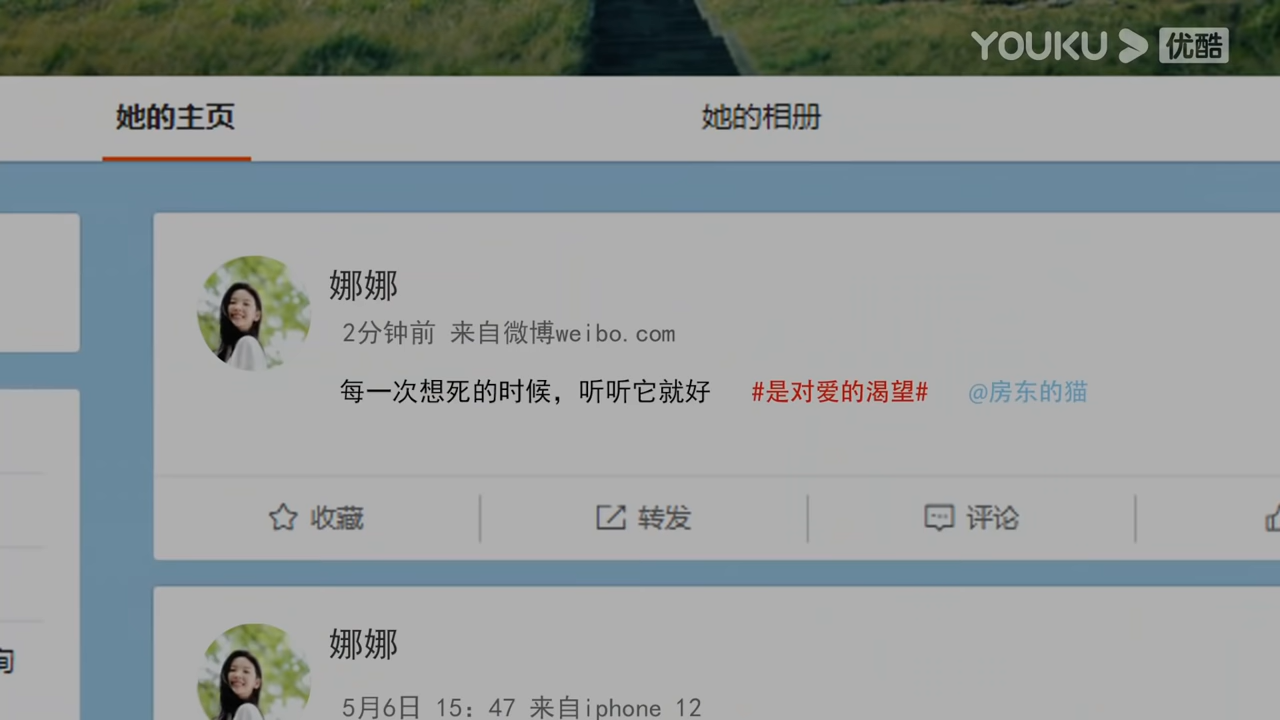 YOUKU 优酷
她的主页 她的相册
娜娜
2分钟前 来自微博weibo.com
每一次想死的时候，听听它就好 #是对爱的渴望# @房东的猫
收藏 转发 评论
娜娜
5月6日 15：47 来自iphone 12